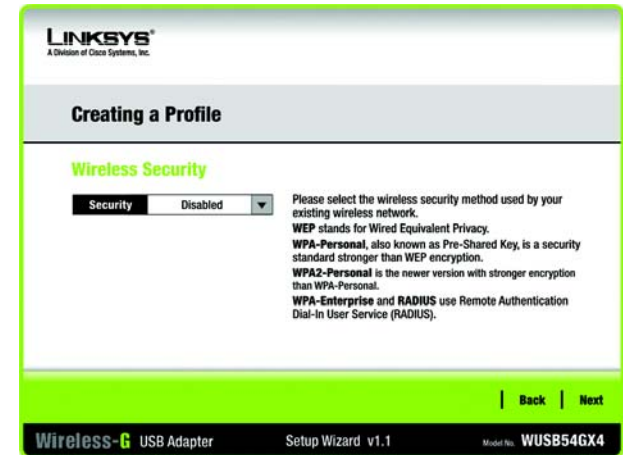 LINKSYS®
A Division of Cisco Systems, Inc.
Creating a Profile
Wireless Security
Security Disabled
Please select the wireless security method used by your
existing wireless network.
WEP stands for Wired Equivalent Privacy.
WPA-Personal, also known as Pre-Shared Key, is a security
standard stronger than WEP encryption.
WPA2-Personal is the newer version with stronger encryption
than WPA-Personal.
WPA-Enterprise and RADIUS use Remote Authentication
Dial-In User Service (RADIUS).
Back Next
Wireless-G USB Adapter Setup Wizard v1.1 Model No. WUSB54GX4